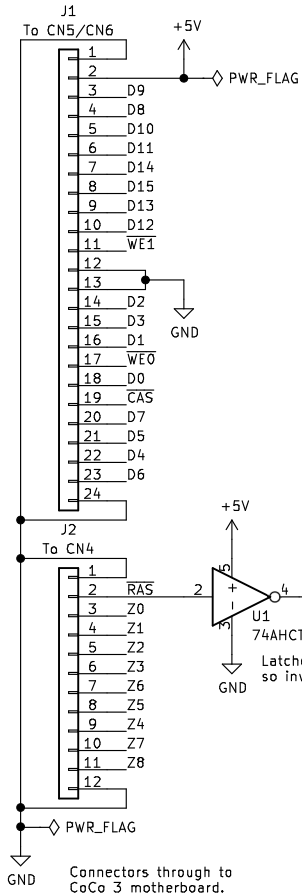 J1
To CN5/CN6
+5V
1
2 PWR_FLAG
3 D9
4 D8
5 D10
6 D11
7 D14
8 D15
9 D13
10 D12
11 WE1
12
13
14 D2
15 D3
GND
16 D1
17 WE0
18 D0
19 CAS
20 D7
21 D5
22 D4
23 D6
24
J2
To CN4
+5V
1
2 RAS 2 5 + - 3 4
3 Z0
U1
4 Z1
74AHCT
5 Z2
6 Z3
Latche
so inv
7 Z6
GND
8 Z5
9 Z4
10 Z7
11 Z8
12
PWR_FLAG
GND
Connectors through to
CoCo 3 motherboard.